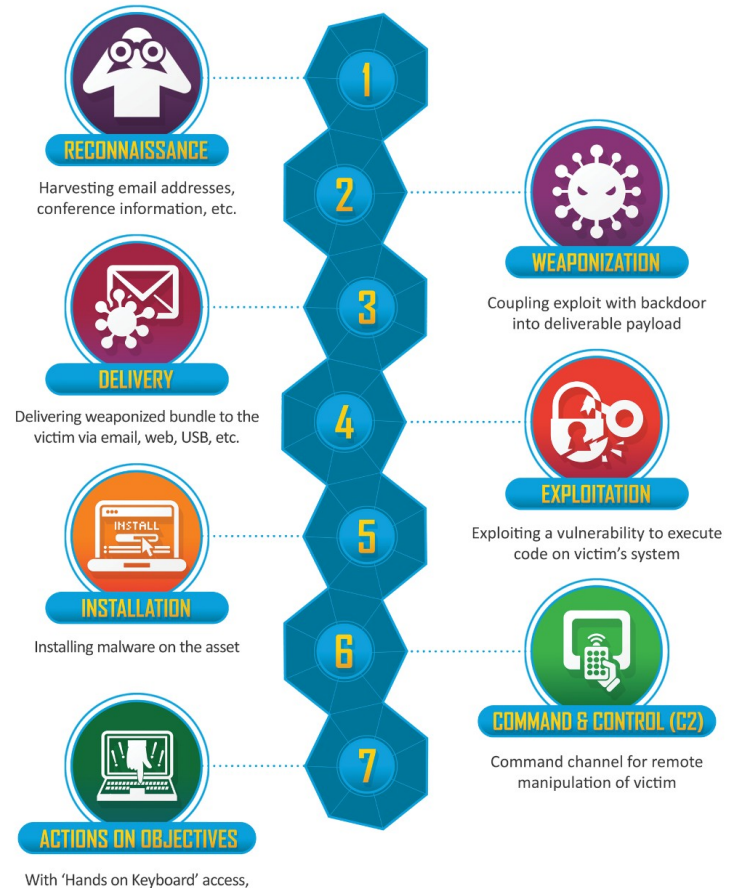 1
RECONNAISSANCE
Harvesting email addresses,
conference information, etc.
2
WEAPONIZATION
Coupling exploit with backdoor
into deliverable payload
3
DELIVERY
Delivering weaponized bundle to the
victim via email, web, USB, etc.
4
EXPLOITATION
Exploiting a vulnerability to execute
code on victim's system
5
INSTALL
INSTALLATION
Installing malware on the asset
6
COMMAND & CONTROL (C2)
Command channel for remote
manipulation of victim
7
ACTIONS ON OBJECTIVES
With ‘Hands on Keyboard’ access,